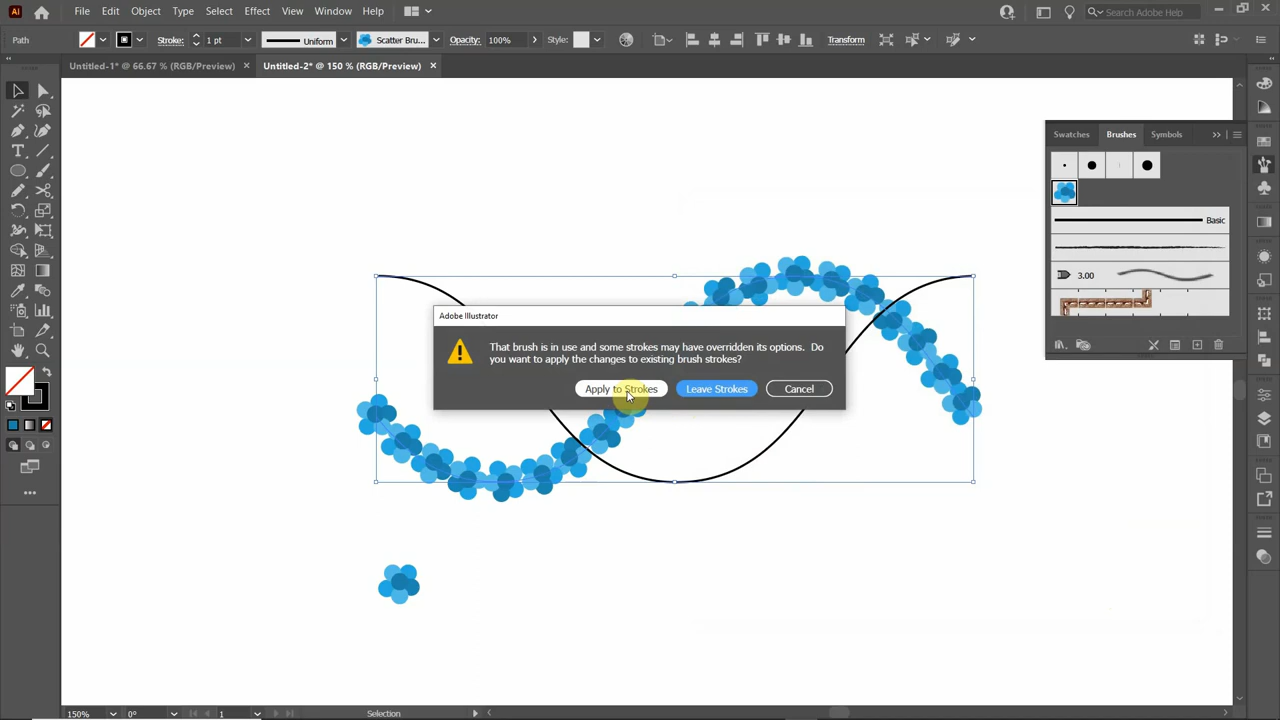 Ai File Edit Object Type Select Effect View Window Help Search Adobe Help
Path Stroke: 1 pt Uniform Scatter Bru... Opacity: 100% Style: Transform
Untitled-1* @ 66.67 % (RGB/Preview) × Untitled-2* @ 150 % (RGB/Preview) ×
Swatches Brushes Symbols
Basic
3.00
Adobe Illustrator
That brush is in use and some strokes may have overridden its options. Do
you want to apply the changes to existing brush strokes?
Apply to Strokes Leave Strokes Cancel
150% 0° 1 Selection